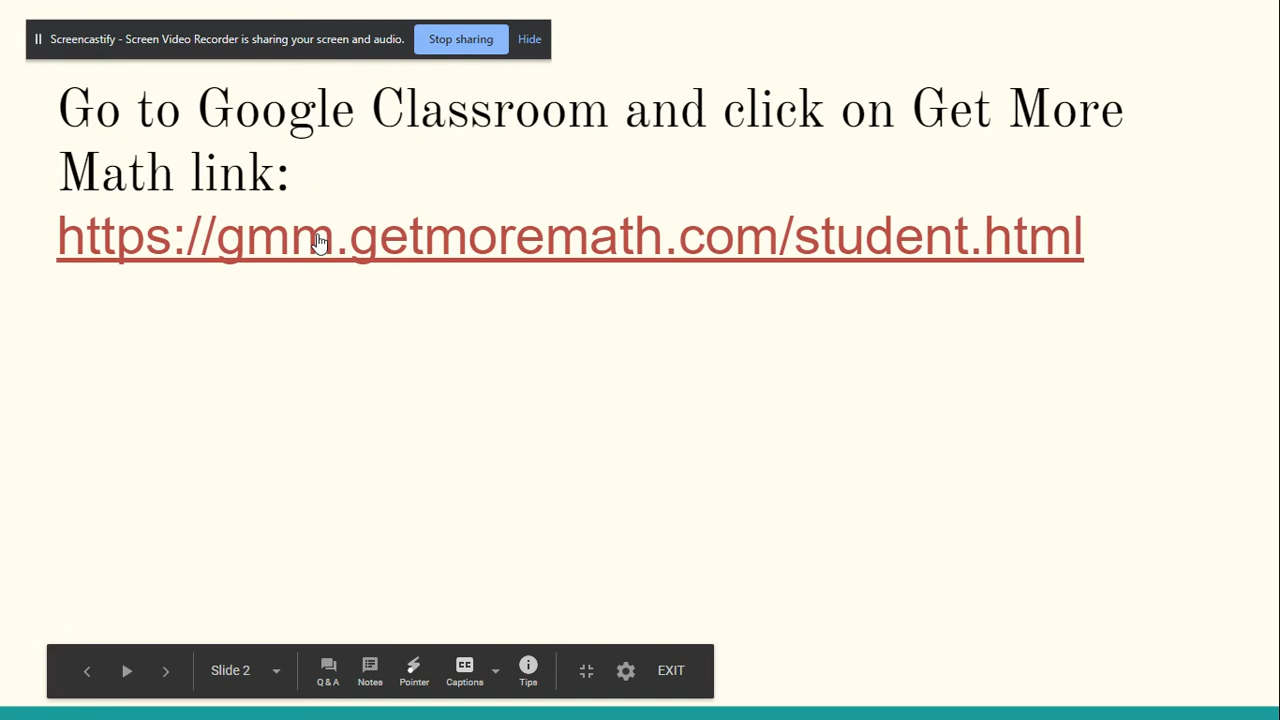 Screencastify - Screen Video Recorder is sharing your screen and audio. Stop sharing Hide
Go to Google Classroom and click on Get More
Math link:
https://gmm.getmoremath.com/student.html
Slide 2 Q & A Notes Pointer CC Captions Tips EXIT